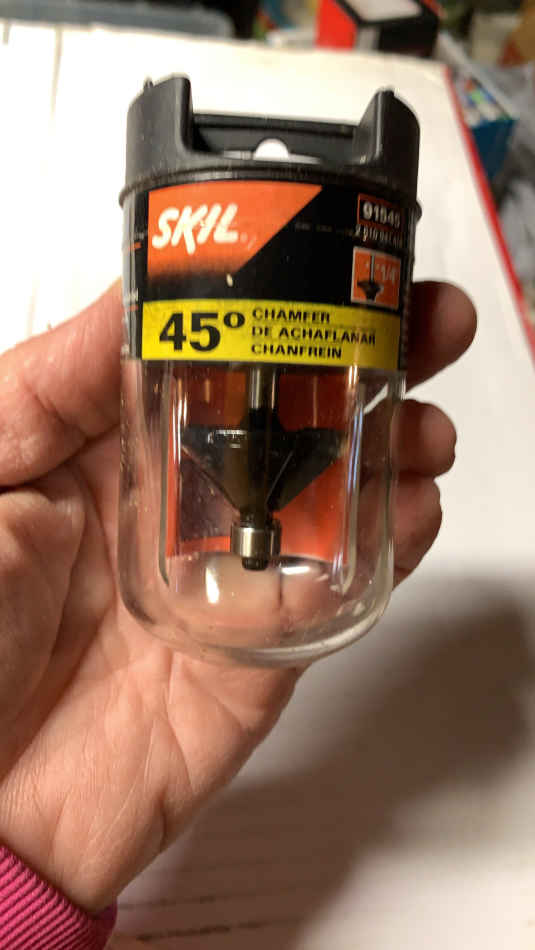 SKIL
91545
1/4"
45° CHAMFER
DE ACHAFLANAR
CHANFREIN